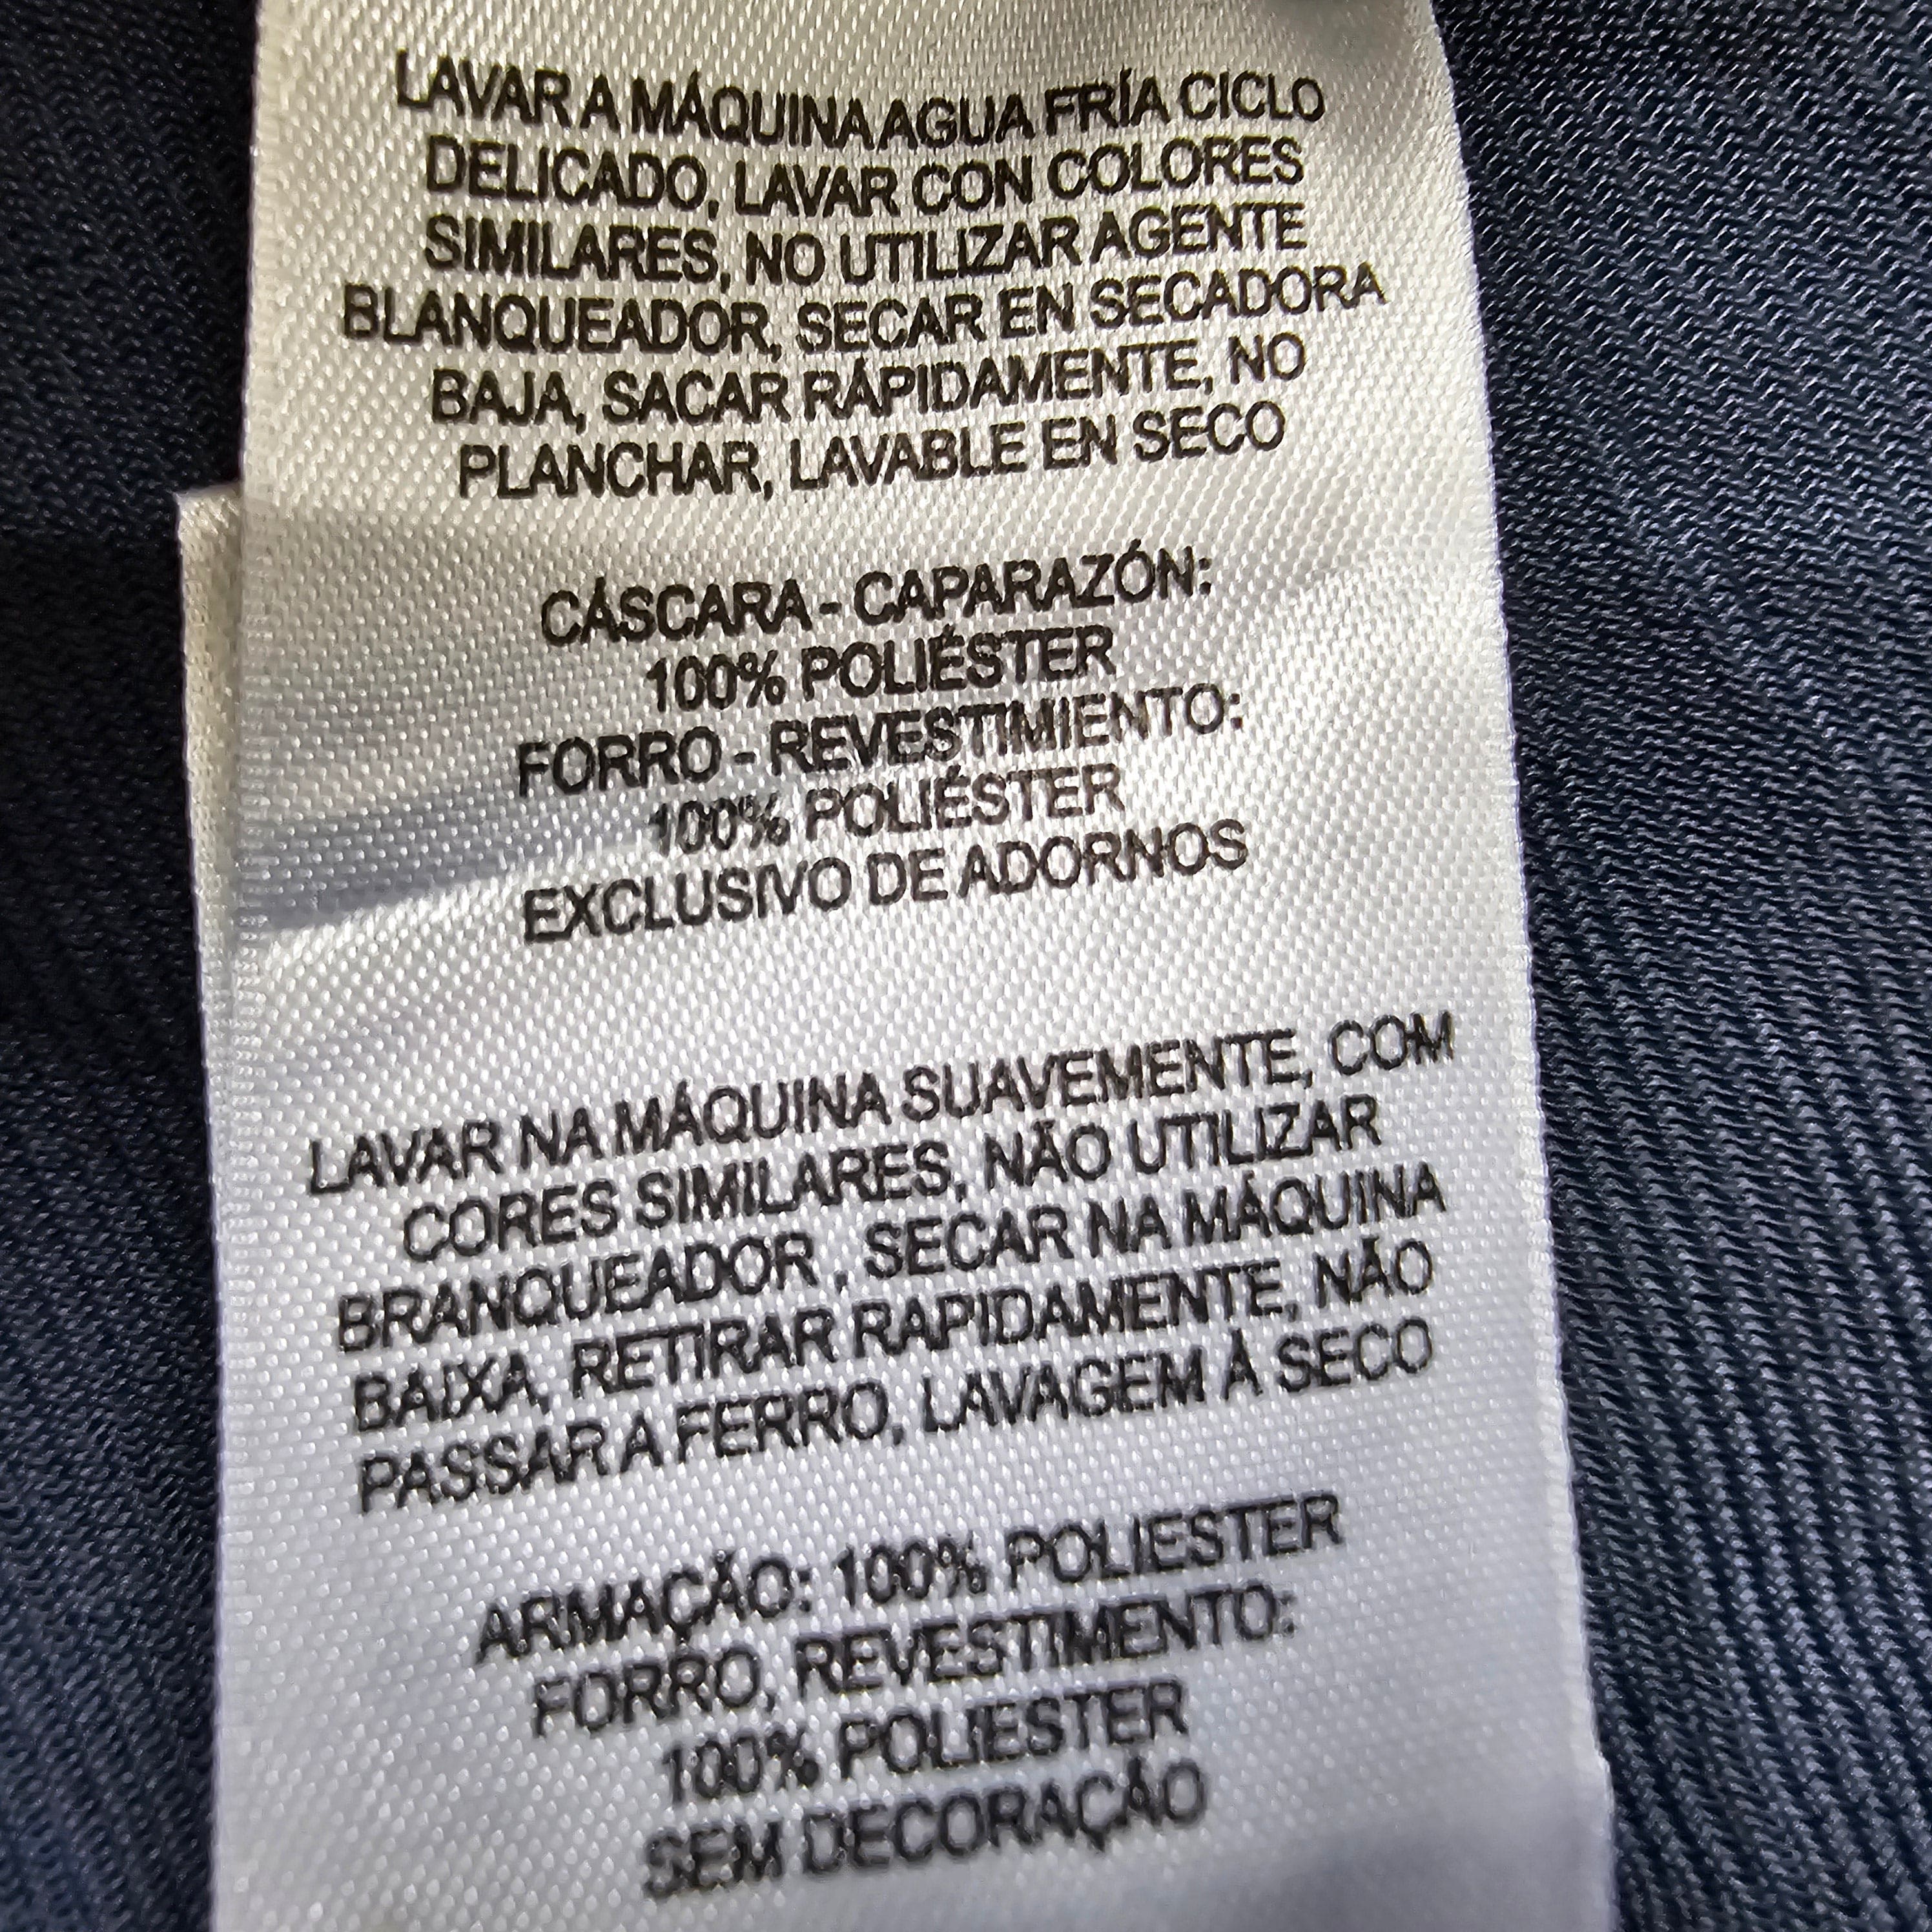 LAVAR A MÁQUINA AGUA FRÍA CICLO
DELICADO, LAVAR CON COLORES
SIMILARES, NO UTILIZAR AGENTE
BLANQUEADOR, SECAR EN SECADORA
BAJA, SACAR RÁPIDAMENTE, NO
PLANCHAR, LAVABLE EN SECO
CÁSCARA - CAPARAZÓN:
100% POLIÉSTER
FORRO - REVESTIMIENTO:
100% POLIÉSTER
EXCLUSIVO DE ADORNOS
LAVAR NA MÁQUINA SUAVEMENTE, COM
CORES SIMILARES, NÃO UTILIZAR
BRANQUEADOR , SECAR NA MÁQUINA
BAIXA, RETIRAR RAPIDAMENTE, NÃO
PASSAR A FERRO, LAVAGEM À SECO
ARMAÇÃO: 100% POLIESTER
FORRO, REVESTIMENTO:
100% POLIESTER
SEM DECORAÇÃO